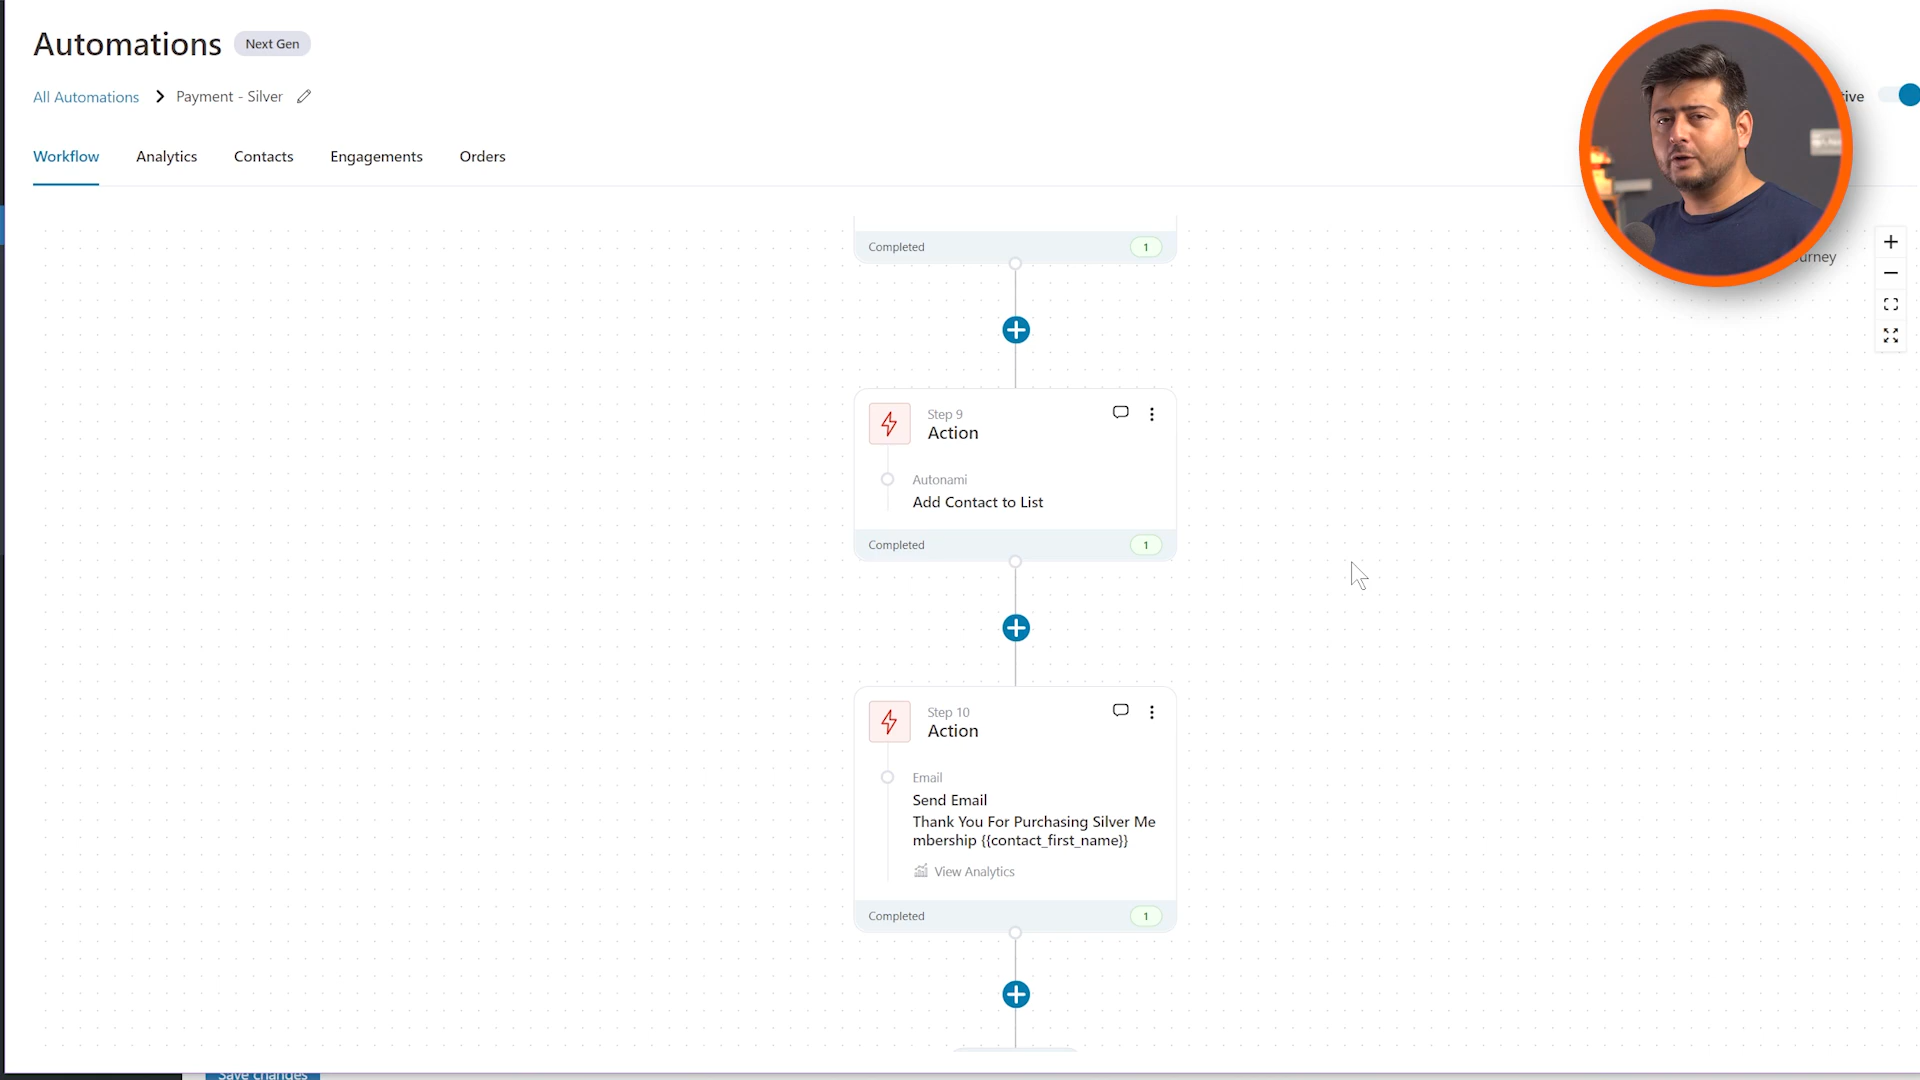 Automations
Next Gen
All Automations
Payment - Silver
Workflow
Analytics
Contacts
Engagements
Orders
Completed
1
Step 9
Action
Autonami
Add Contact to List
Completed
1
Step 10
Action
Email
Send Email
Thank You For Purchasing Silver Me
mbership {{contact_first_name}}
View Analytics
Completed
1
Save changes